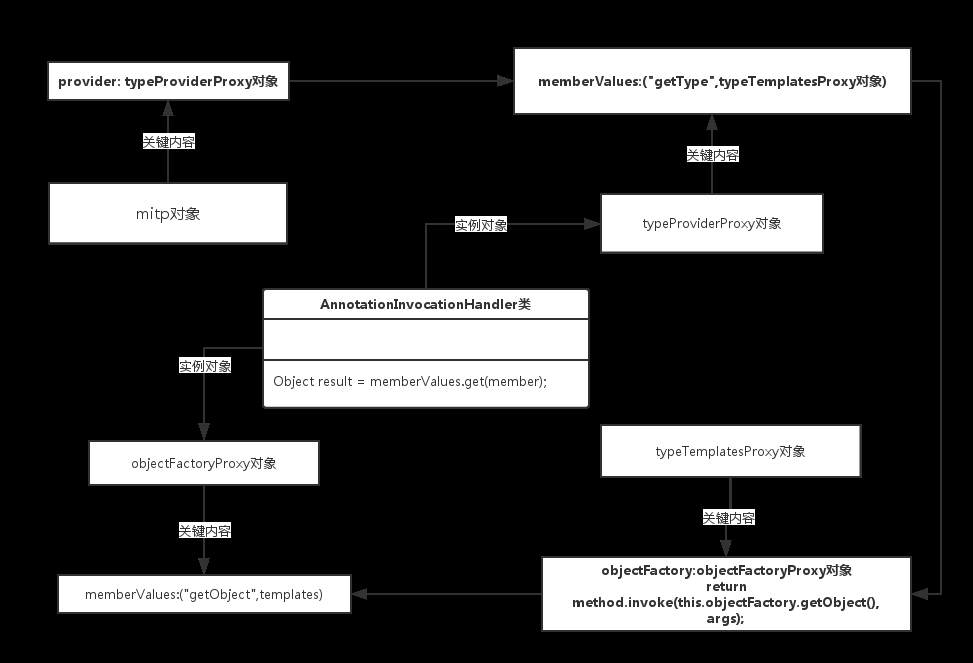 provider: typeProviderProxy对象
memberValues:("getType",typeTemplatesProxy对象)
关键内容
关键内容
mitp对象
实例对象
typeProviderProxy对象
AnnotationInvocationHandler类
实例对象
Object result = memberValues.get(member);
objectFactoryProxy对象
typeTemplatesProxy对象
关键内容
关键内容
memberValues:("getObject",templates)
objectFactory:objectFactoryProxy对象
return
method.invoke(this.objectFactory.getObject(),
args);